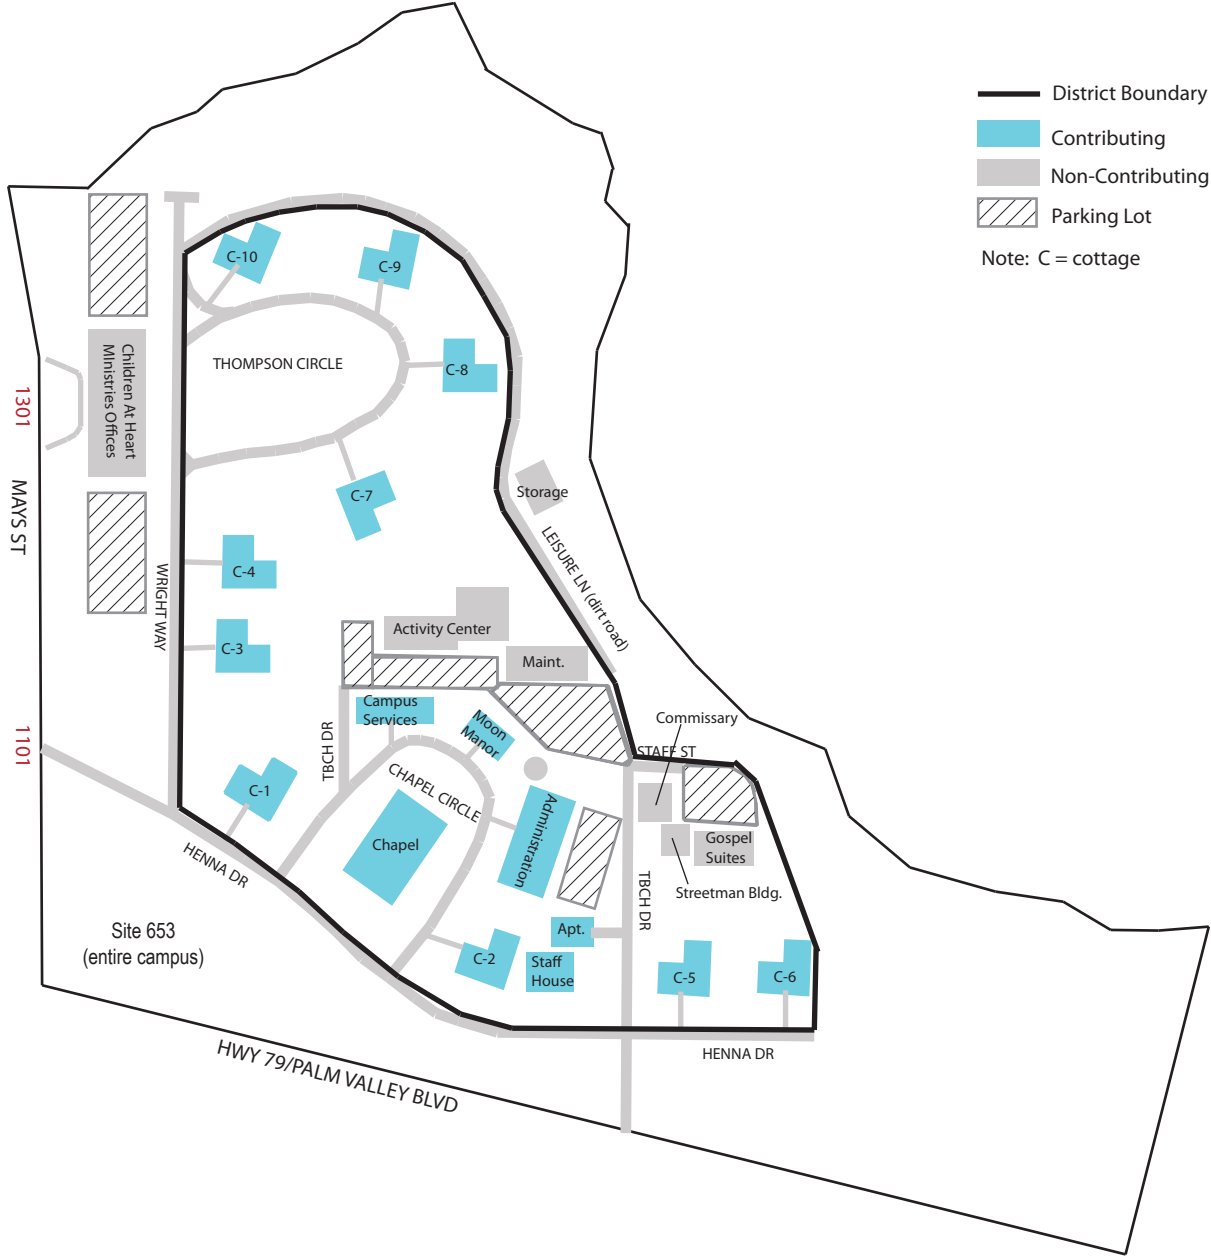 District Boundary
Contributing
Non-Contributing
Parking Lot
Note: C = cottage
C-10
C-9
THOMPSON CIRCLE
C-8
Children At Heart
MInistries Offices
1301
MAYS ST
C-7
Storage
LEISURE LN (dirt road)
C-4
WRIGHT WAY
C-3
Activity Center
Maint.
Campus
Services
Moon
Manor
Commissary
STAFF ST
TBCH DR
1101
C-1
CHAPEL CIRCLE
Chapel
Administration
Gospel
Suites
Streetman Bldg.
HENNA DR
TBCH DR
Apt.
Site 653
(entire campus)
C-2
Staff
House
C-5
C-6
HENNA DR
HWY 79/PALM VALLEY BLVD